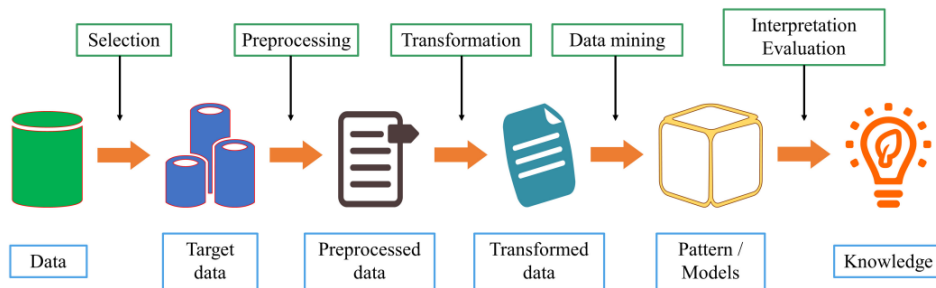 Selection
Preprocessing
Transformation
Data mining
Interpretation
Evaluation
Data
Target
data
Preprocessed
data
Transformed
data
Pattern /
Models
Knowledge